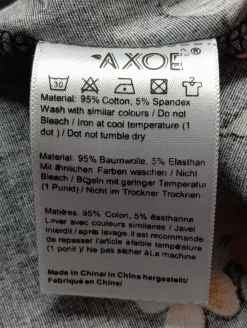 AXOE®
30
Material: 95% Cotton, 5% Spandex
Wash with similar colours / Do not
Bleach / Iron at cool temperature (1
dot ) / Dot not tumble dry
Material: 95% Baumwolle, 5% Elasthan
Mit ähnlichen Farben waschen / Nicht
Bleach / Bügeln mit geringer Temperatur
(1 Punkt) / Nicht im Trockner Trocknen
Matières: 95% Coton, 5% élasthanne
Laver avec couleurs similaires / Javel
interdit / après lavage, il est recommande
de repasser l'article à faible température
(1 point )/ Ne pas sécher à la machine
Made in China/ In China hergestellt/
Fabriqué en China/